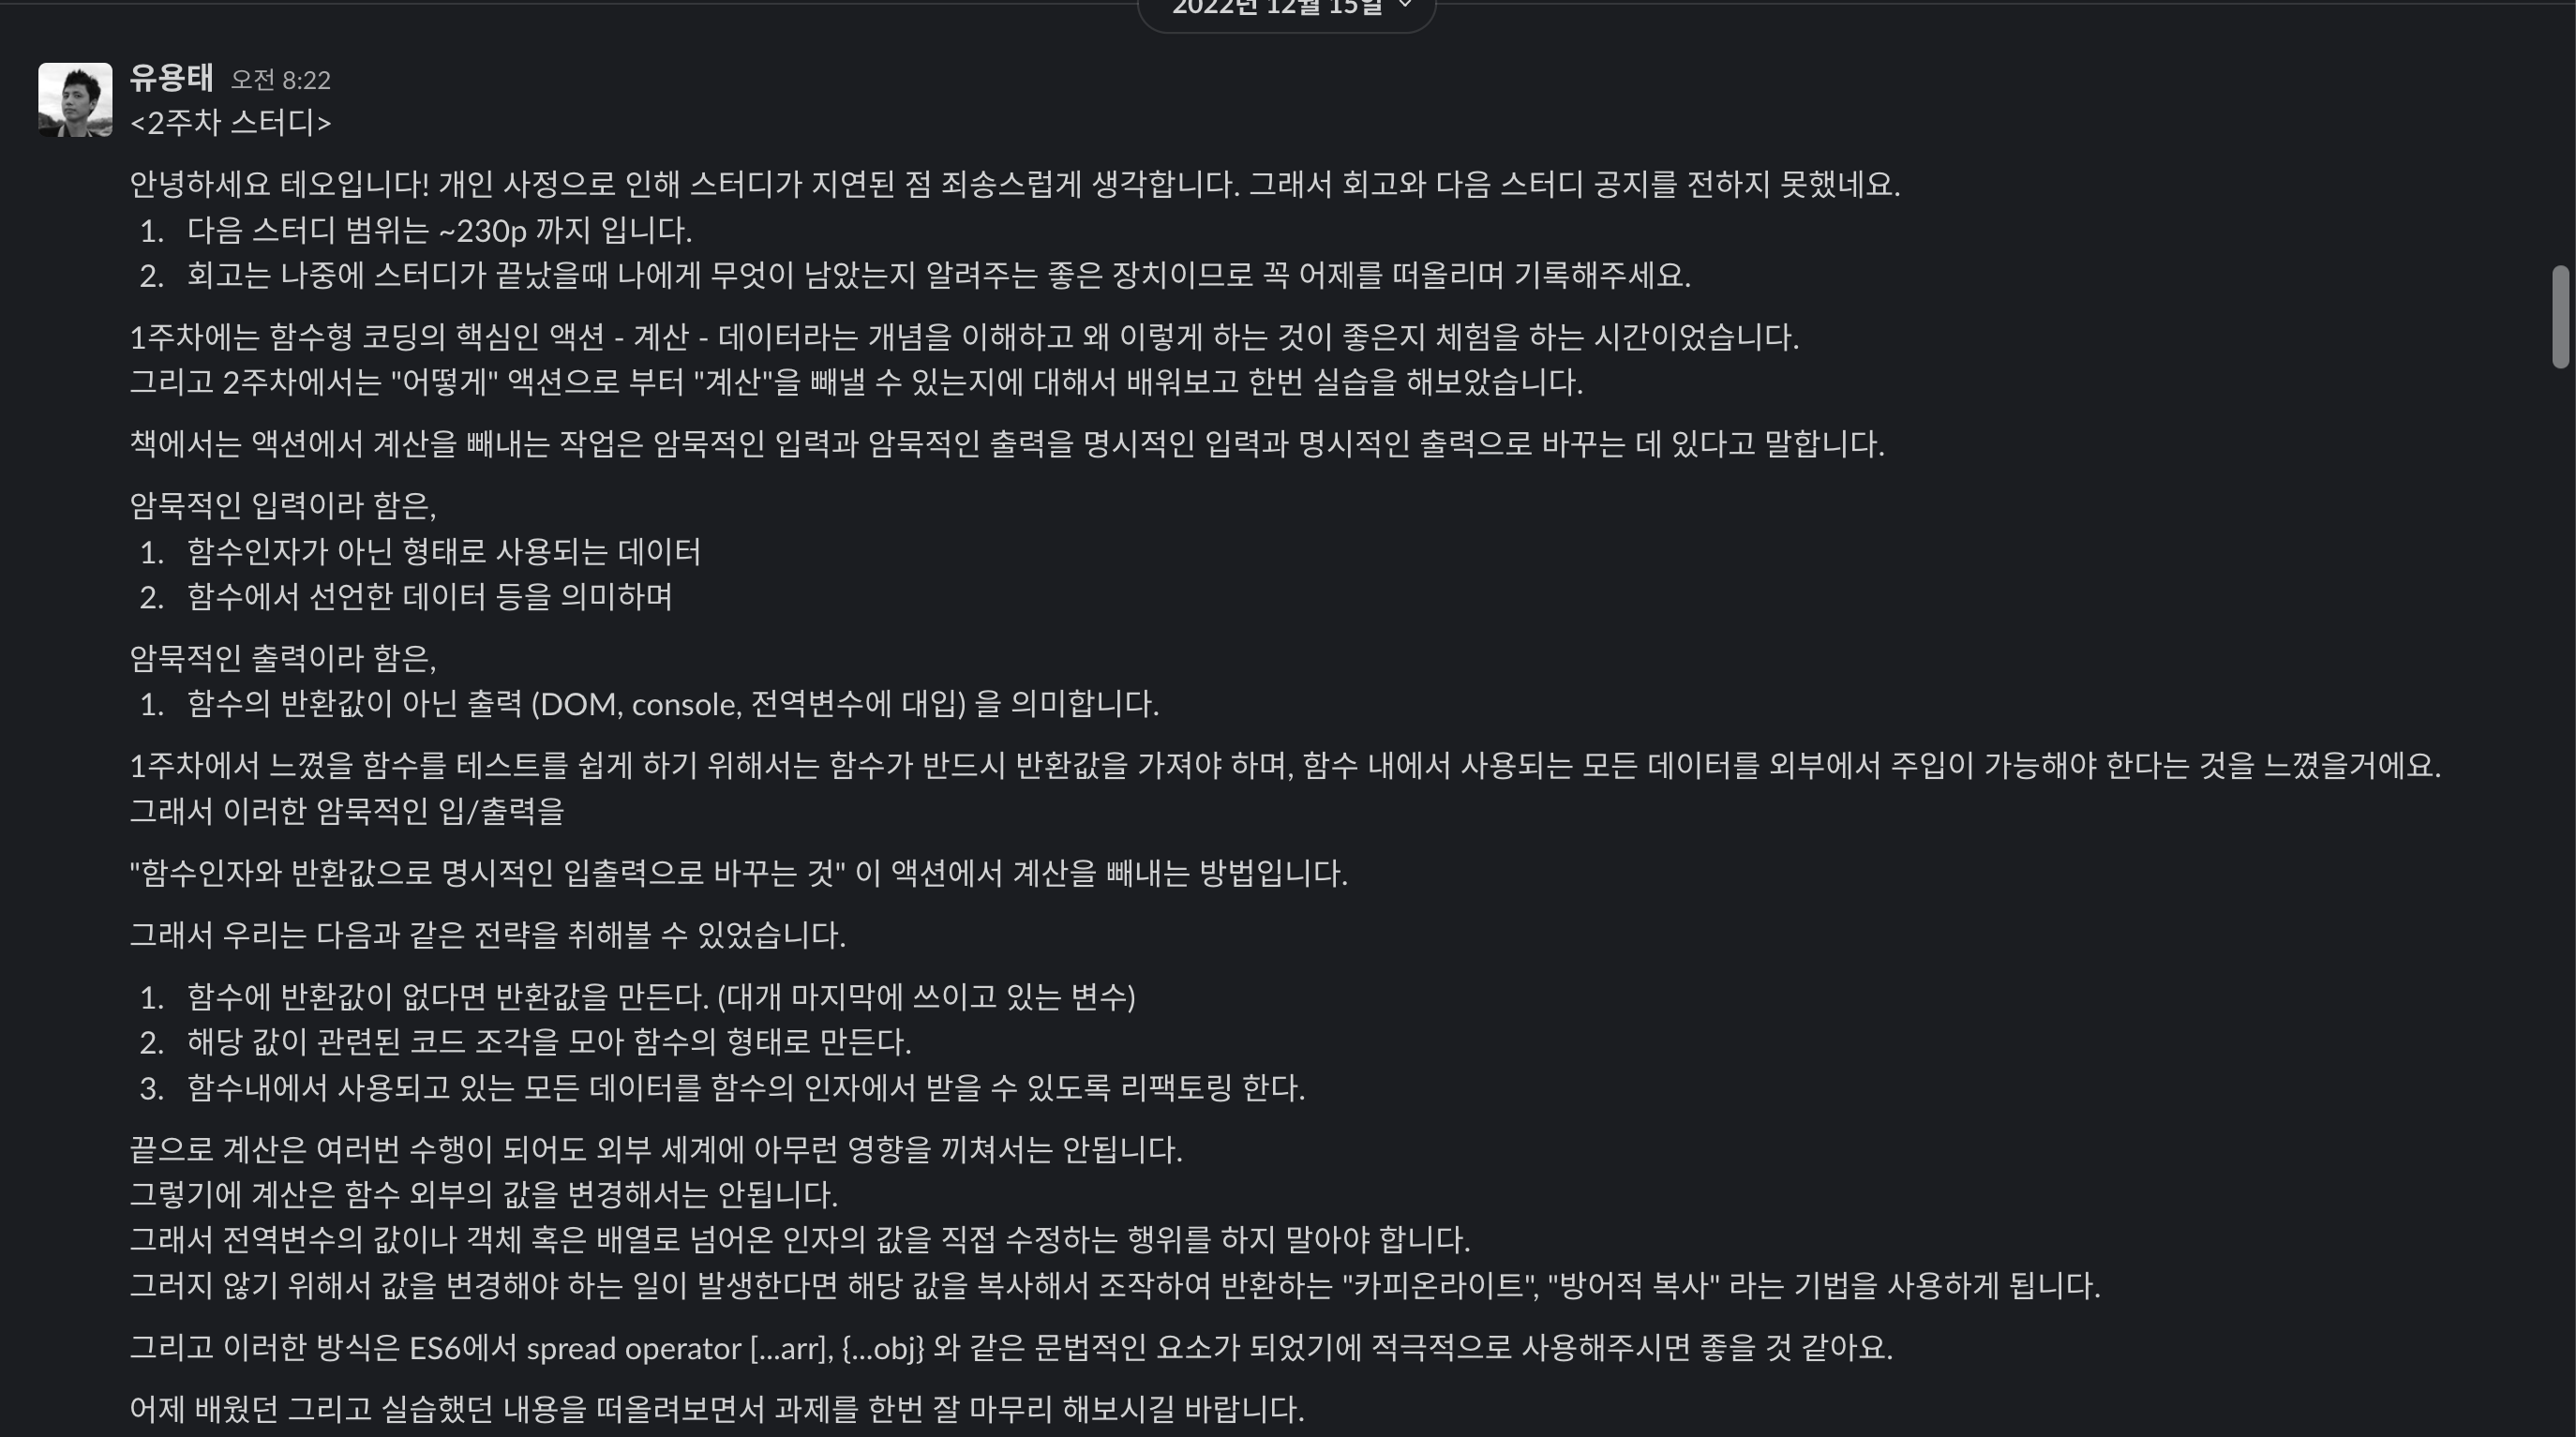 2022년 12월 15일
유용태 오전 8:22
<2주차 스터디>
안녕하세요 테오입니다! 개인 사정으로 인해 스터디가 지연된 점 죄송스럽게 생각합니다. 그래서 회고와 다음 스터디 공지를 전하지 못했네요.
1. 다음 스터디 범위는 ~230p 까지 입니다.
2. 회고는 나중에 스터디가 끝났을때 나에게 무엇이 남았는지 알려주는 좋은 장치이므로 꼭 어제를 떠올리며 기록해주세요.
1주차에는 함수형 코딩의 핵심인 액션 - 계산 - 데이터라는 개념을 이해하고 왜 이렇게 하는 것이 좋은지 체험을 하는 시간이었습니다.
그리고 2주차에서는 "어떻게" 액션으로 부터 "계산"을 빼낼 수 있는지에 대해서 배워보고 한번 실습을 해보았습니다.
책에서는 액션에서 계산을 빼내는 작업은 암묵적인 입력과 암묵적인 출력을 명시적인 입력과 명시적인 출력으로 바꾸는 데 있다고 말합니다.
암묵적인 입력이라 함은,
1. 함수인자가 아닌 형태로 사용되는 데이터
2. 함수에서 선언한 데이터 등을 의미하며
암묵적인 출력이라 함은,
1. 함수의 반환값이 아닌 출력 (DOM, console, 전역변수에 대입) 을 의미합니다.
1주차에서 느꼈을 함수를 테스트를 쉽게 하기 위해서는 함수가 반드시 반환값을 가져야 하며, 함수 내에서 사용되는 모든 데이터를 외부에서 주입이 가능해야 한다는 것을 느꼈을거에요.
그래서 이러한 암묵적인 입/출력을
"함수인자와 반환값으로 명시적인 입출력으로 바꾸는 것" 이 액션에서 계산을 빼내는 방법입니다.
그래서 우리는 다음과 같은 전략을 취해볼 수 있었습니다.
1. 함수에 반환값이 없다면 반환값을 만든다. (대개 마지막에 쓰이고 있는 변수)
2. 해당 값이 관련된 코드 조각을 모아 함수의 형태로 만든다.
3. 함수내에서 사용되고 있는 모든 데이터를 함수의 인자에서 받을 수 있도록 리팩토링 한다.
끝으로 계산은 여러번 수행이 되어도 외부 세계에 아무런 영향을 끼쳐서는 안됩니다.
그렇기에 계산은 함수 외부의 값을 변경해서는 안됩니다.
그래서 전역변수의 값이나 객체 혹은 배열로 넘어온 인자의 값을 직접 수정하는 행위를 하지 말아야 합니다.
그러지 않기 위해서 값을 변경해야 하는 일이 발생한다면 해당 값을 복사해서 조작하여 반환하는 "카피온라이트", "방어적 복사" 라는 기법을 사용하게 됩니다.
그리고 이러한 방식은 ES6에서 spread operator [...arr], {...obj} 와 같은 문법적인 요소가 되었기에 적극적으로 사용해주시면 좋을 것 같아요.
어제 배웠던 그리고 실습했던 내용을 떠올려보면서 과제를 한번 잘 마무리 해보시길 바랍니다.